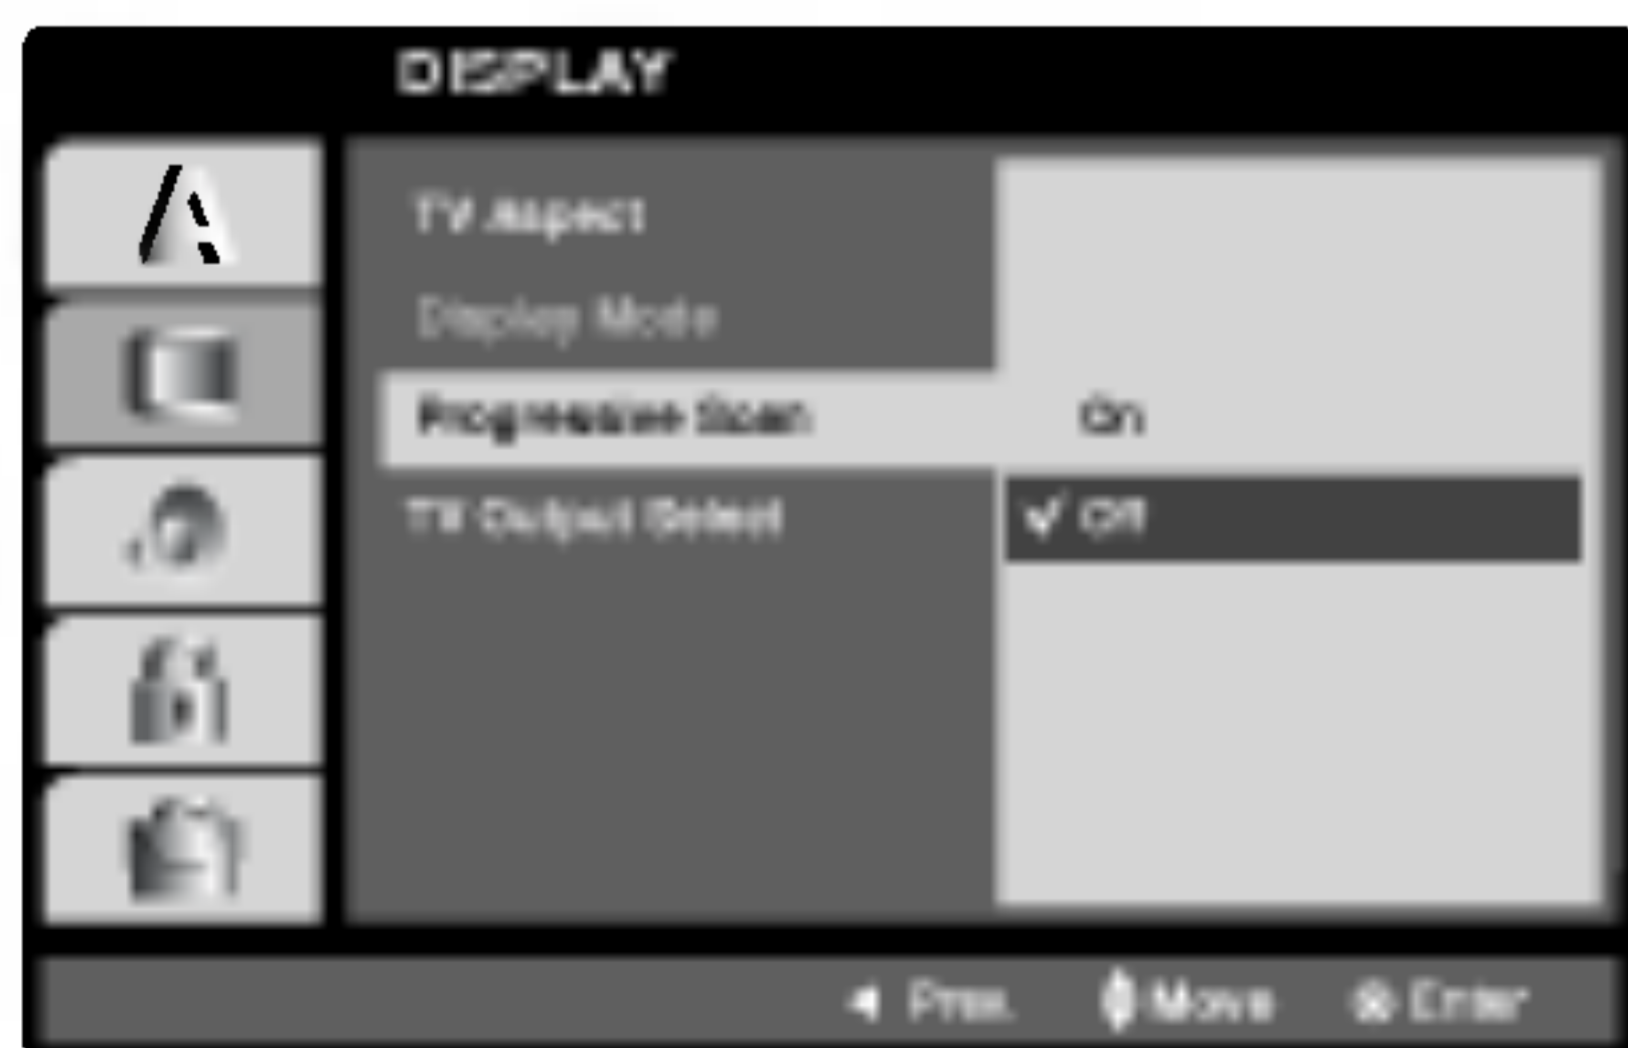 DISPLAY
TV Aspect
Display Mode
Progressive Scan On
TV Output Select ✓ Off
◄ Prev. Move Enter